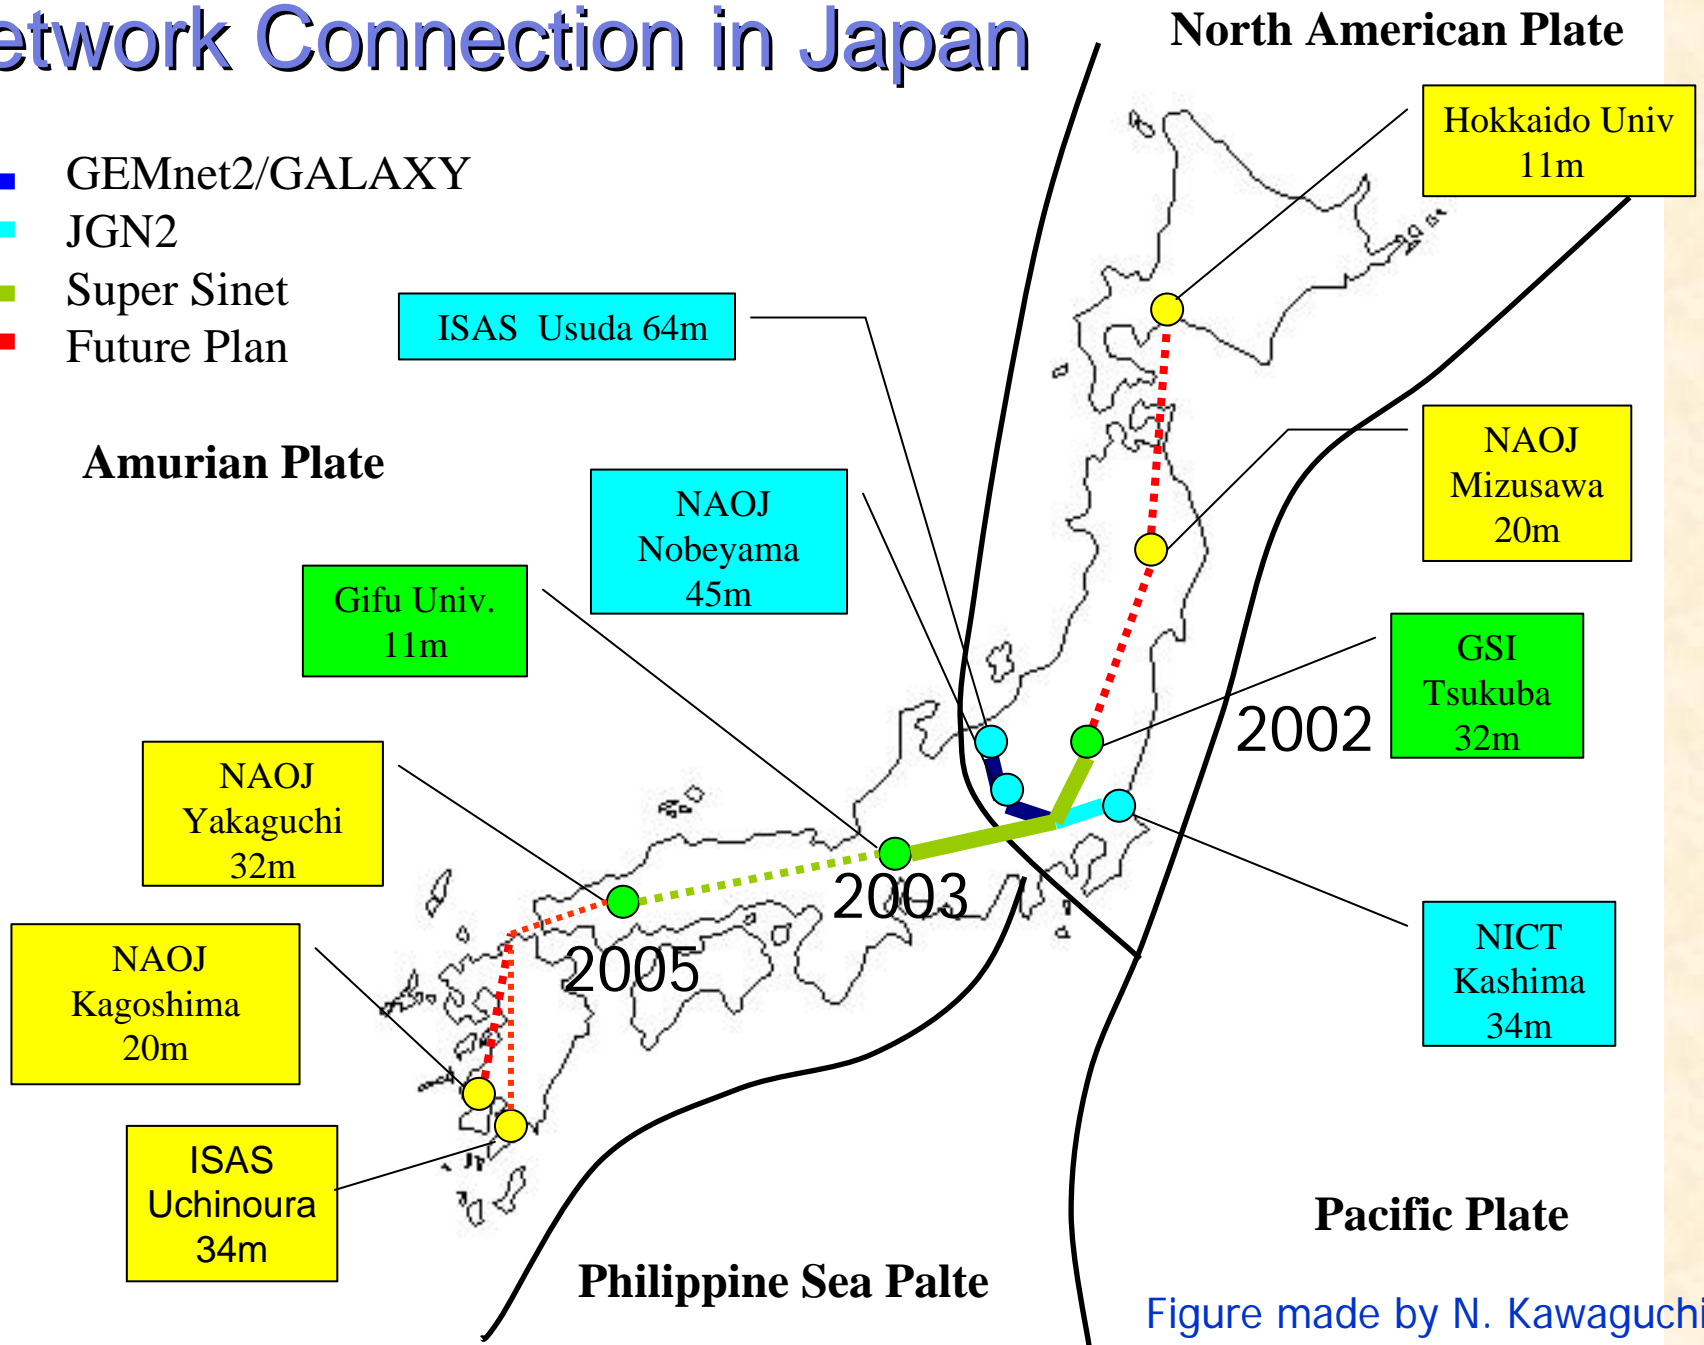 etwork Connection in Japan
North American Plate
GEMnet2/GALAXY
JGN2
Super Sinet
Future Plan
Hokkaido Univ
11m
ISAS Usuda 64m
Amurian Plate
NAOJ
Nobeyama
45m
NAOJ
Mizusawa
20m
Gifu Univ.
11m
GSI
Tsukuba
32m
2002
NAOJ
Yakaguchi
32m
2003
NAOJ
Kagoshima
20m
2005
NICT
Kashima
34m
ISAS
Uchinoura
34m
Pacific Plate
Philippine Sea Palte
Figure made by N. Kawaguchi